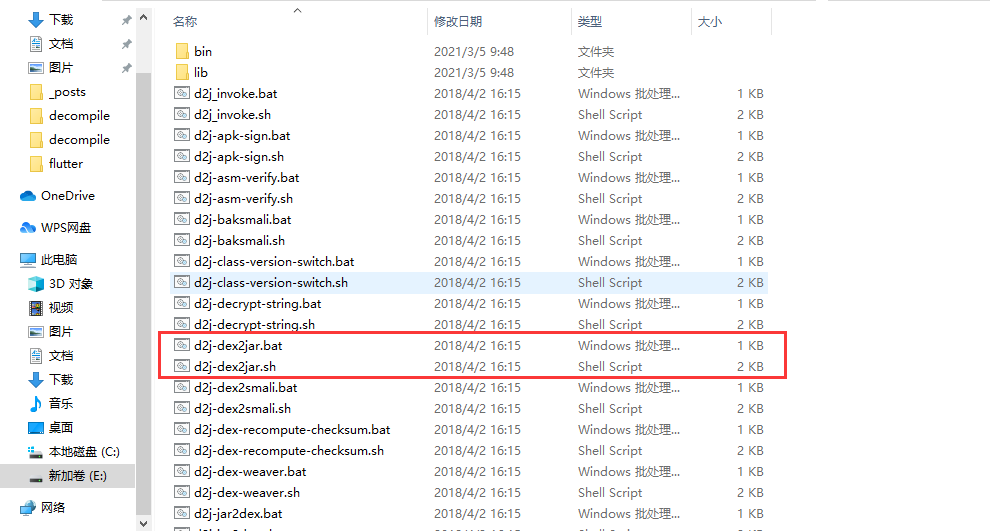 下载
文档
图片
_posts
decompile
decompile
flutter
OneDrive
WPS网盘
此电脑
3D 对象
视频
图片
文档
下载
音乐
桌面
本地磁盘 (C:)
新加卷 (E:)
网络
名称 修改日期 类型 大小
bin 2021/3/5 9:48 文件夹
lib 2021/3/5 9:48 文件夹
d2j_invoke.bat 2018/4/2 16:15 Windows 批处理... 1 KB
d2j_invoke.sh 2018/4/2 16:15 Shell Script 2 KB
d2j-apk-sign.bat 2018/4/2 16:15 Windows 批处理... 1 KB
d2j-apk-sign.sh 2018/4/2 16:15 Shell Script 2 KB
d2j-asm-verify.bat 2018/4/2 16:15 Windows 批处理... 1 KB
d2j-asm-verify.sh 2018/4/2 16:15 Shell Script 2 KB
d2j-baksmali.bat 2018/4/2 16:15 Windows 批处理... 1 KB
d2j-baksmali.sh 2018/4/2 16:15 Shell Script 2 KB
d2j-class-version-switch.bat 2018/4/2 16:15 Windows 批处理... 1 KB
d2j-class-version-switch.sh 2018/4/2 16:15 Shell Script 2 KB
d2j-decrypt-string.bat 2018/4/2 16:15 Windows 批处理... 1 KB
d2j-decrypt-string.sh 2018/4/2 16:15 Shell Script 2 KB
d2j-dex2jar.bat 2018/4/2 16:15 Windows 批处理... 1 KB
d2j-dex2jar.sh 2018/4/2 16:15 Shell Script 2 KB
d2j-dex2smali.bat 2018/4/2 16:15 Windows 批处理... 1 KB
d2j-dex2smali.sh 2018/4/2 16:15 Shell Script 2 KB
d2j-dex-recompute-checksum.bat 2018/4/2 16:15 Windows 批处理... 1 KB
d2j-dex-recompute-checksum.sh 2018/4/2 16:15 Shell Script 2 KB
d2j-dex-weaver.bat 2018/4/2 16:15 Windows 批处理... 1 KB
d2j-dex-weaver.sh 2018/4/2 16:15 Shell Script 2 KB
d2j-jar2dex.bat 2018/4/2 16:15 Windows 批处理... 1 KB